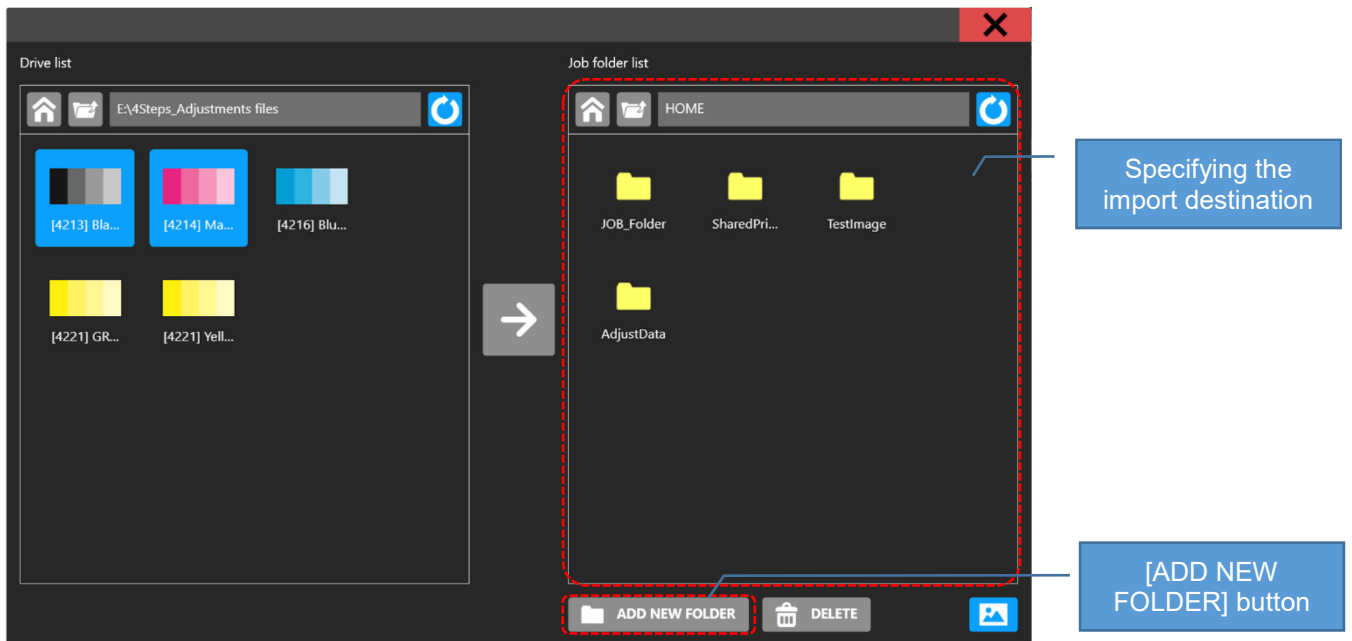 Drive list
Job folder list
E:\4Steps_Adjustments files
HOME
[4213] Bla...
[4214] Ma...
[4216] Blu...
[4221] GR...
[4221] Yell...
JOB_Folder
SharedPri...
TestImage
AdjustData
ADD NEW FOLDER
DELETE
Specifying the
import destination
[ADD NEW
FOLDER] button